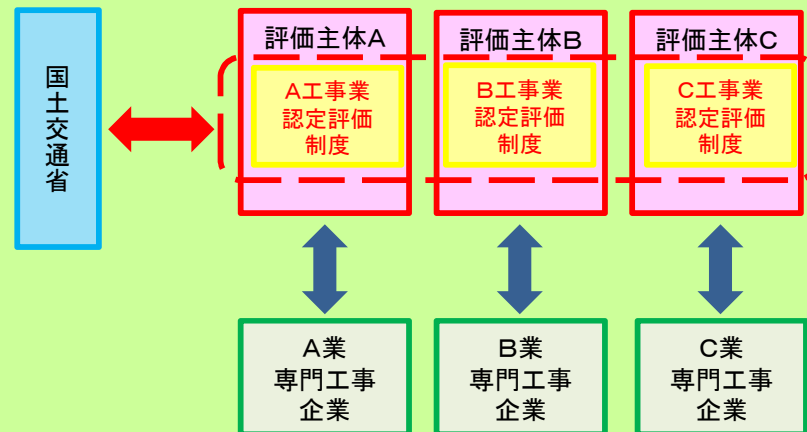 国土交通省
評価主体A
A工事業
認定評価
制度
評価主体B
B工事業
認定評価
制度
評価主体C
C工事業
認定評価
制度
A業
専門工事
企業
B業
専門工事
企業
C業
専門工事
企業